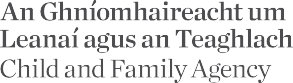 An Ghníomhaireacht um
Leanaí agus an Teaghlach
Child and Family Agency